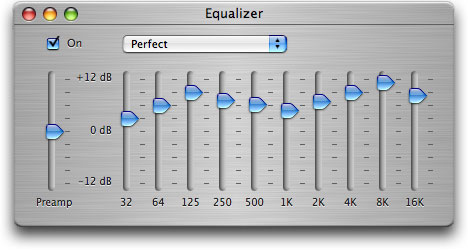 Equalizer
On
Perfect
+12 dB
0 dB
-12 dB
Preamp 32 64 125 250 500 1K 2K 4K 8K 16K